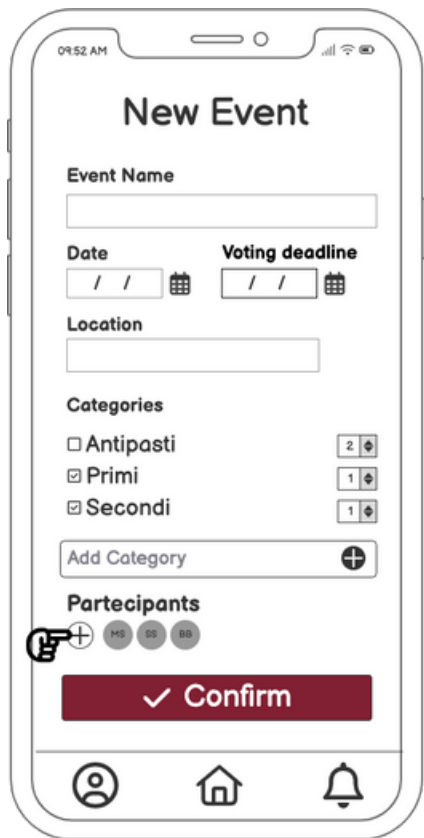 09:52 AM
New Event
Event Name
Date Voting deadline
/ / / /
Location
Categories
Antipasti 2
Primi 1
Secondi 1
Add Category
Partecipants
MS SS BB
Confirm